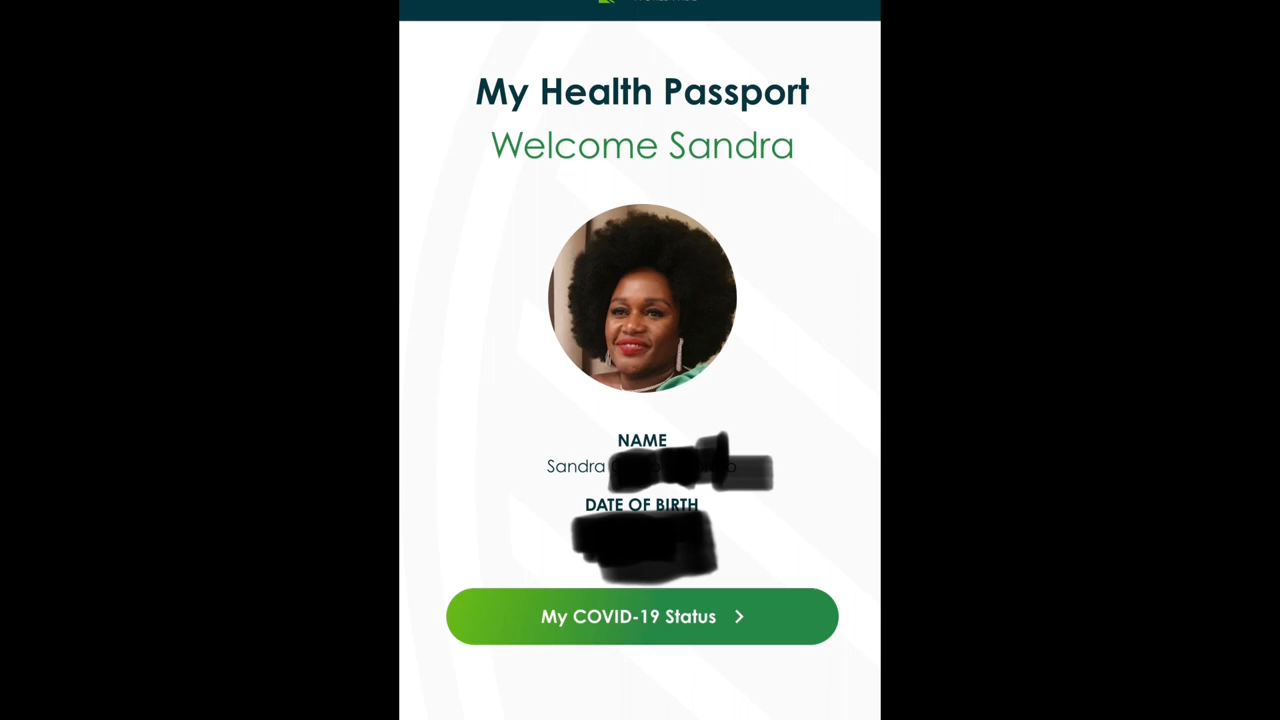 My Health Passport
Welcome Sandra
NAME
Sandra
DATE OF BIRTH
My COVID-19 Status